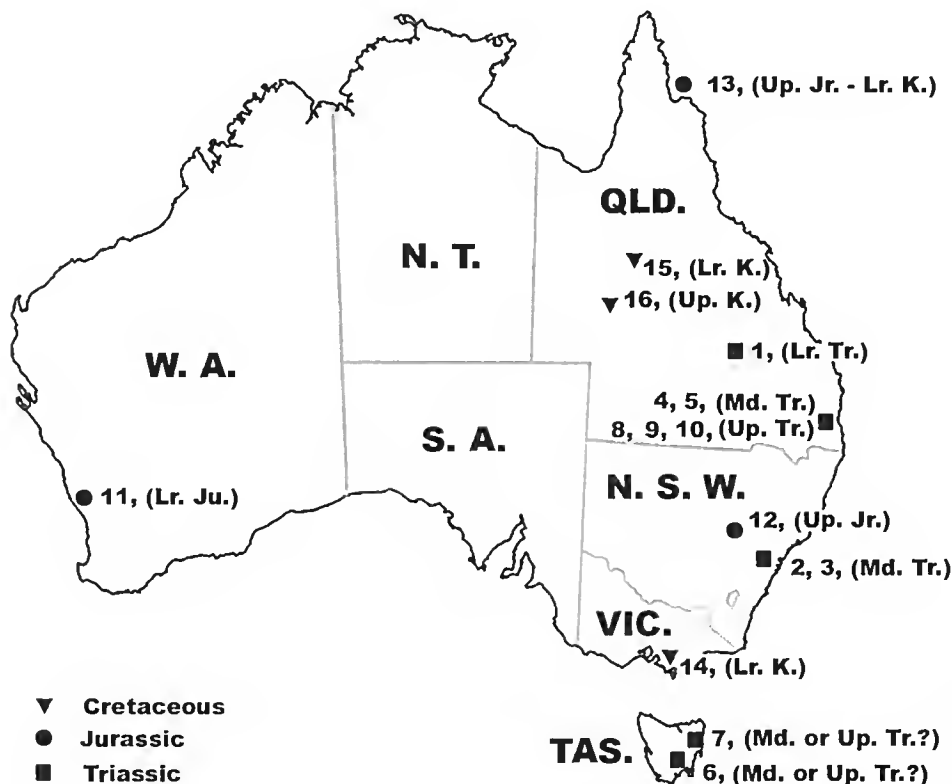 13, (Up. Jr. - Lr. K.)
QLD.
N. T.
15, (Lr. K.)
16, (Up. K.)
W. A.
1, (Lr. Tr.)
4, 5, (Md. Tr.)
8, 9, 10, (Up. Tr.)
S. A.
N. S. W.
11, (Lr. Ju.)
12, (Up. Jr.)
2, 3, (Md. Tr.)
VIC.
14, (Lr. K.)
Cretaceous
Jurassic
Triassic
TAS.
7, (Md. or Up. Tr.?)
6, (Md. or Up. Tr.?)